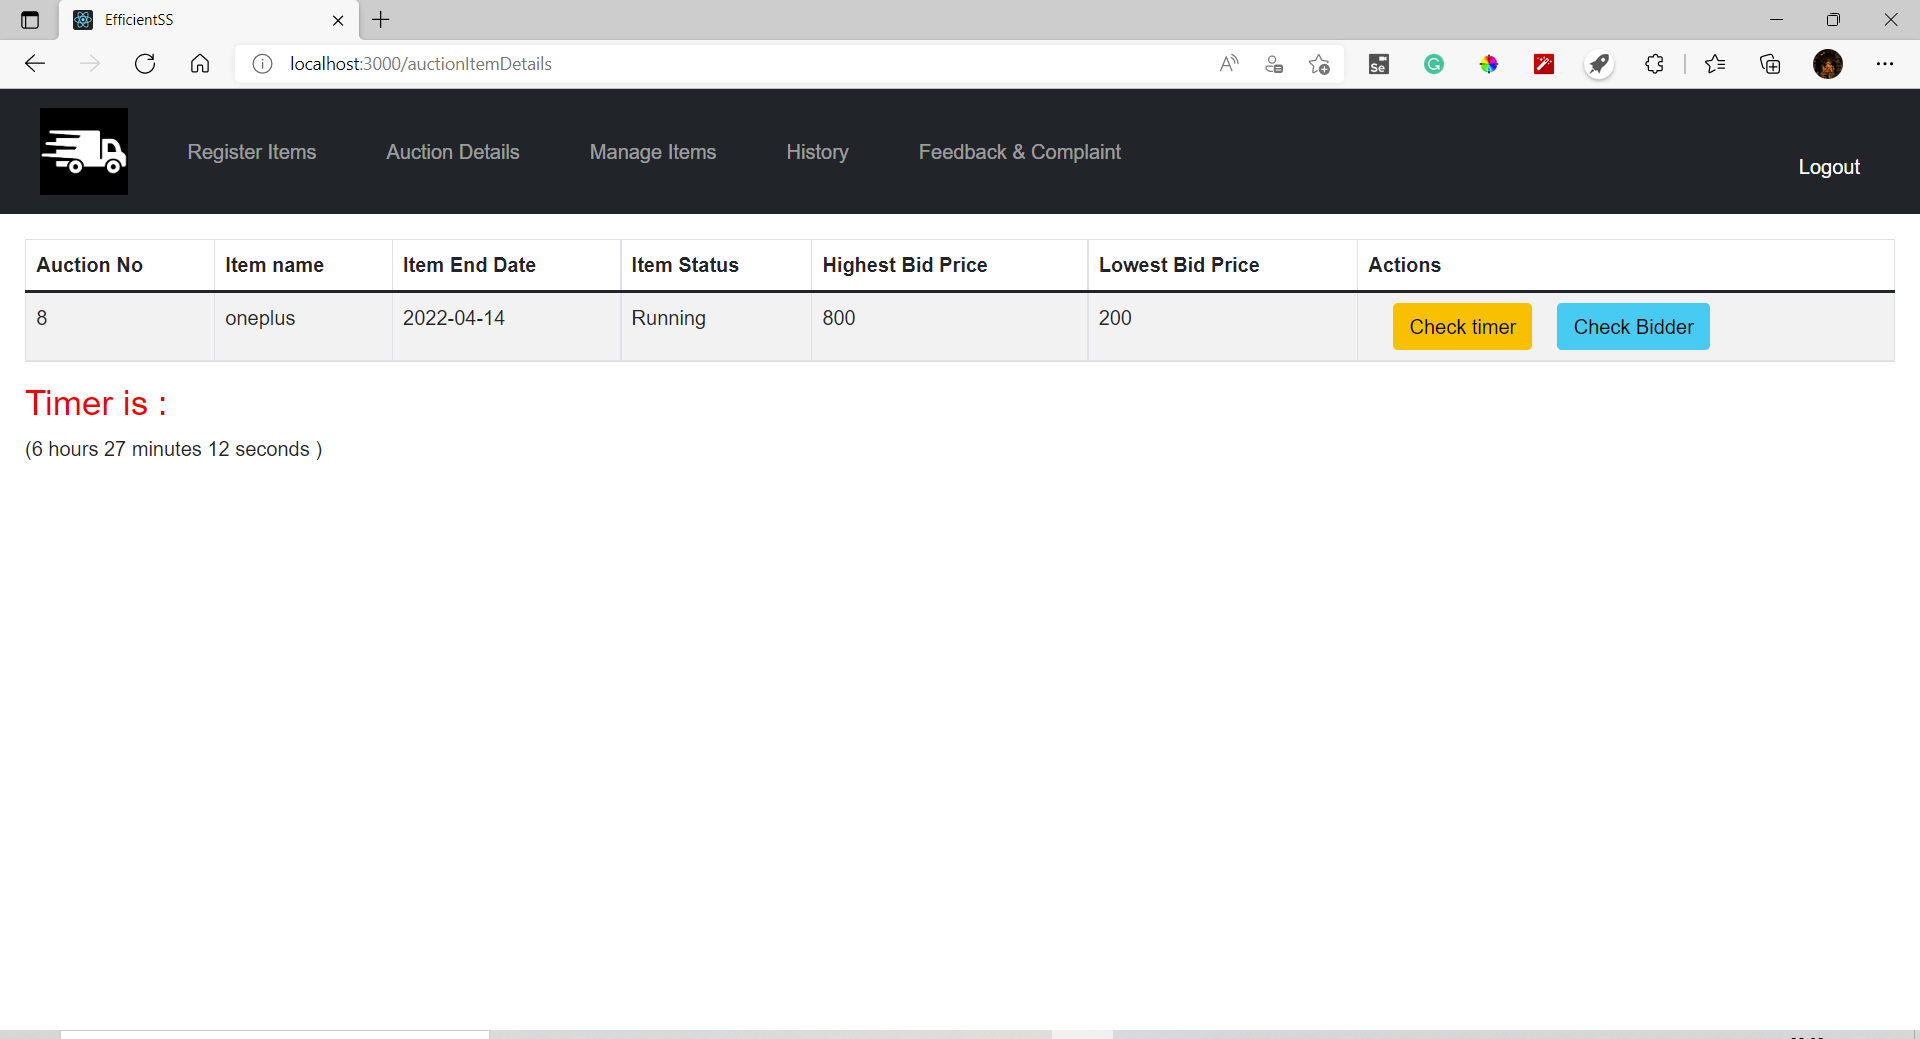 EfficientSS
localhost:3000/auctionItemDetails
Se
Register Items Auction Details Manage Items History Feedback & Complaint
Logout
Auction No Item name Item End Date Item Status Highest Bid Price Lowest Bid Price Actions
8 oneplus 2022-04-14 Running 800 200 Check timer Check Bidder
Timer is :
(6 hours 27 minutes 12 seconds )